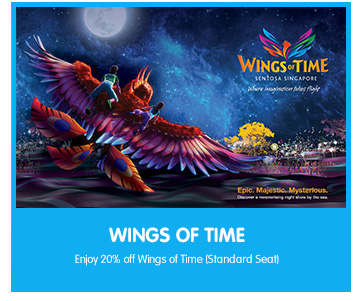 WINGS OF TIME
SENTOSA SINGAPORE
Where imagination takes flight
Epic. Majestic. Mysterious.
Discover a mesmerising night show by the sea.
WINGS OF TIME
Enjoy 20% off Wings of Time (Standard Seat)